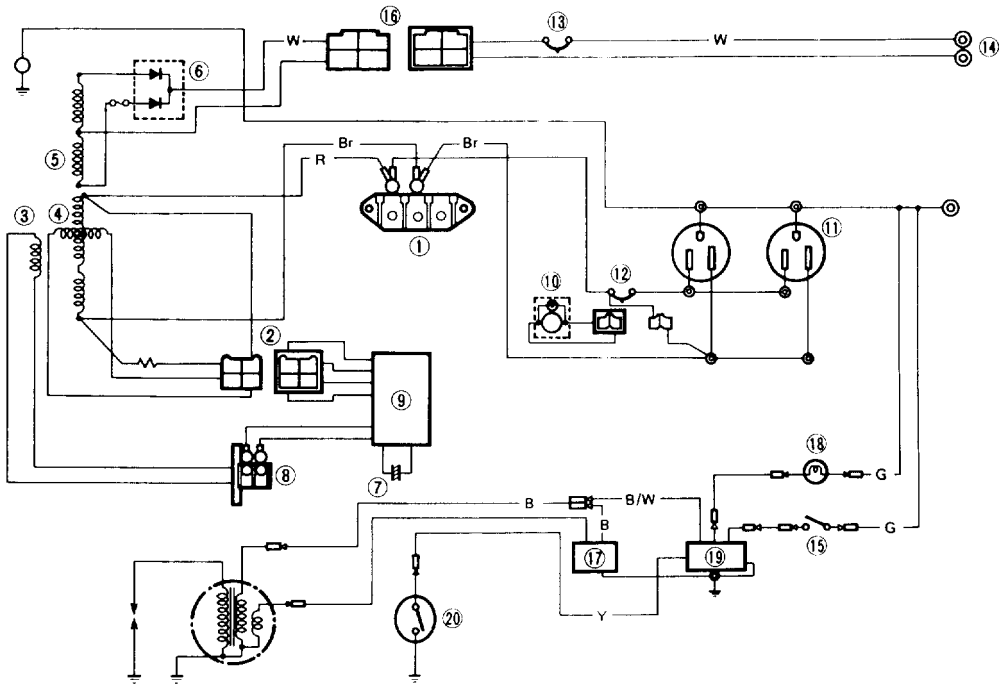 ⑯
⑬
W
W
⑭
⑥
⑤
Br
Br
R
③
④
①
⑪
⑩
⑫
②
⑨
⑱
⑧
⑦
G
B
B/W
B
G
⑮
⑰
⑲
Y
⑳